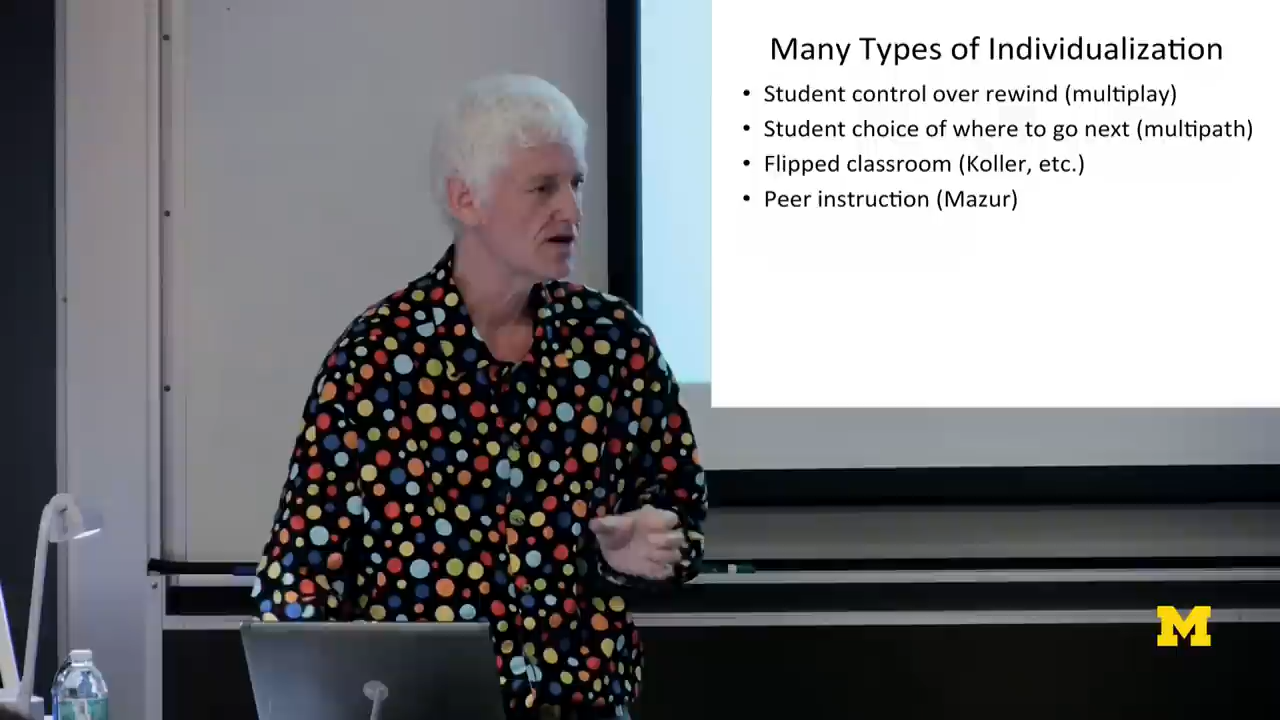 Many Types of Individualization
• Student control over rewind (multiplay)
• Student choice of where to go next (multipath)
• Flipped classroom (Koller, etc.)
• Peer instruction (Mazur)
M